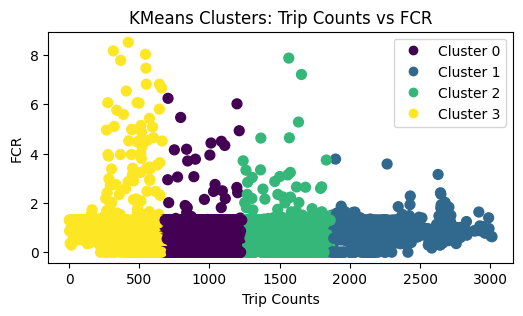 KMeans Clusters: Trip Counts vs FCR
FCR
8
6
4
2
0
Cluster 0
Cluster 1
Cluster 2
Cluster 3
0 500 1000 1500 2000 2500 3000
Trip Counts